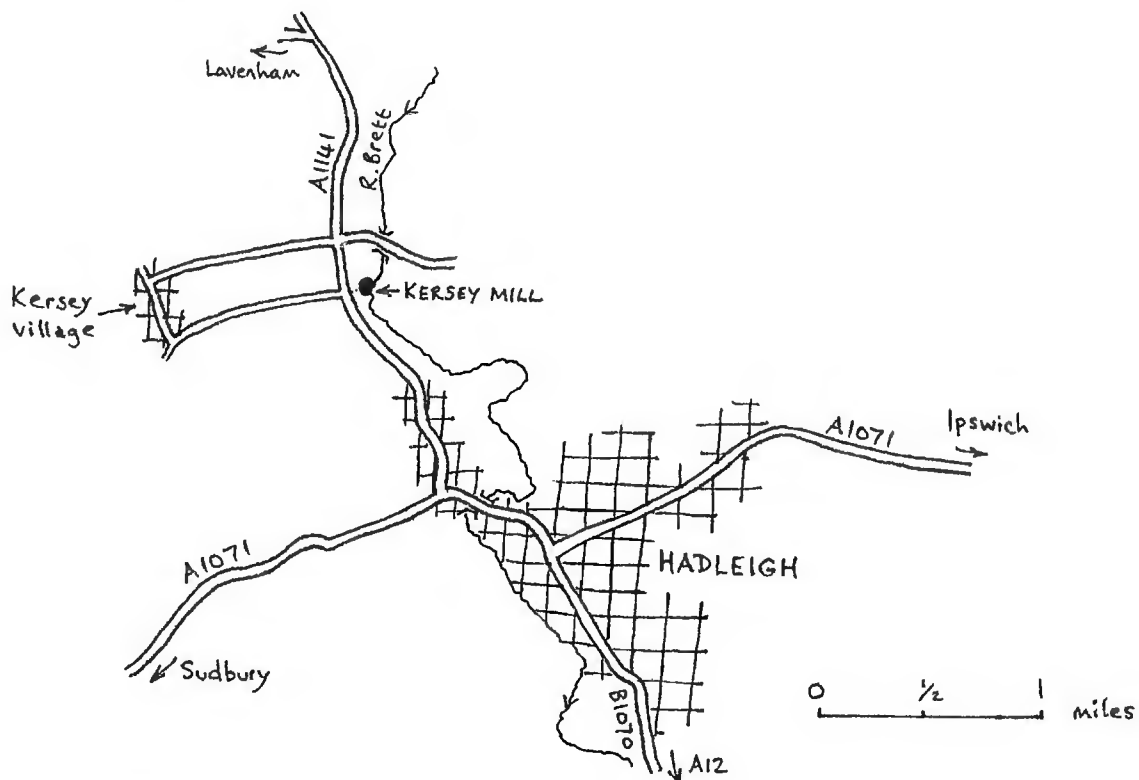 Lavenham
R. Brett
A1141
KERSEY MILL
Kersey
village
Ipswich
A1071
A1071
HADLEIGH
Sudbury
B1070
A12
0 1/2 1 miles